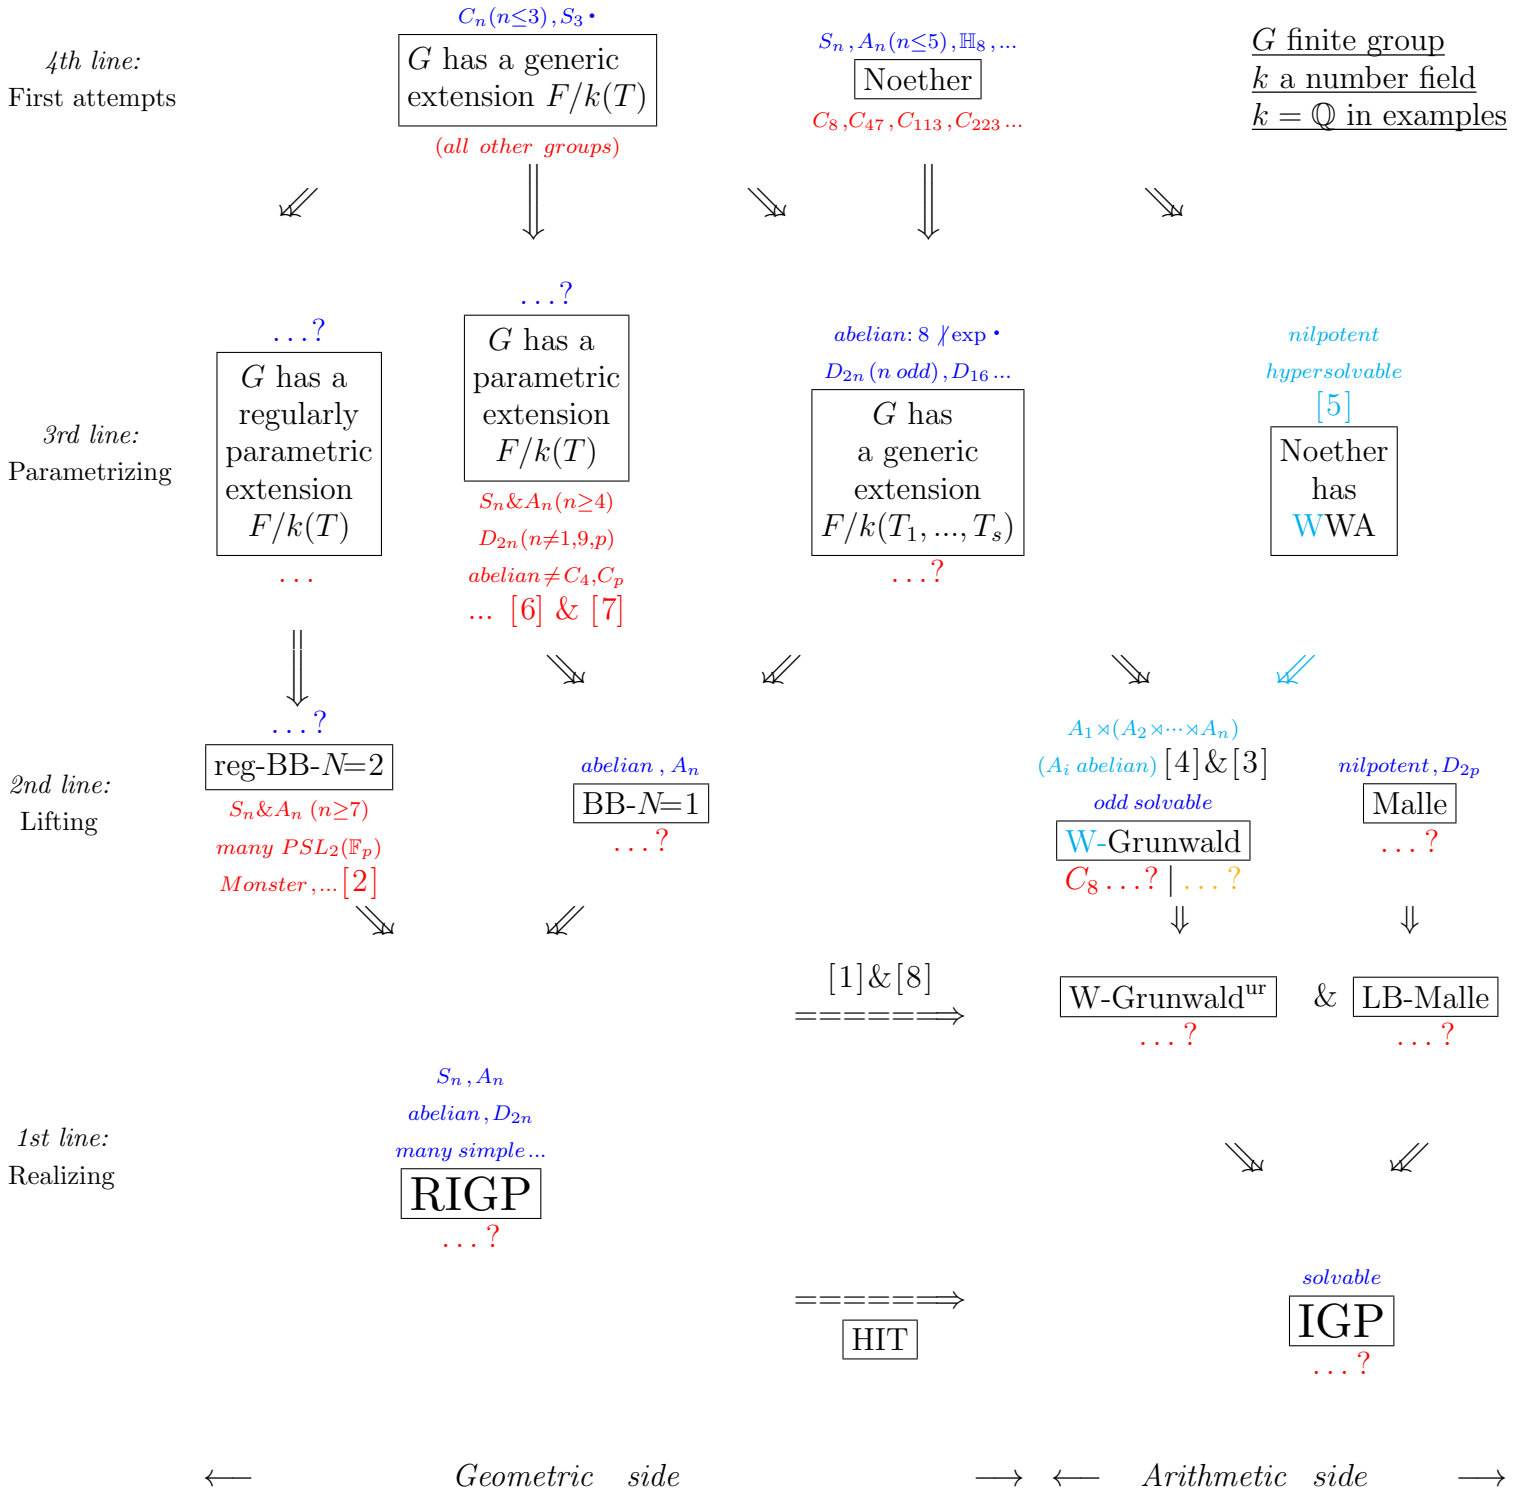 4th line:
First attempts
C_n(n≤3), S_3 •
G has a generic
extension F/k(T)
(all other groups)
S_n, A_n(n≤5), ℍ_8, ...
Noether
C_8, C_47, C_113, C_223 ...
G finite group
k a number field
k = ℚ in examples
⇙ ⇓ ⇘ ⇓ ⇘
3rd line:
Parametrizing
...?
G has a
regularly
parametric
extension
F/k(T)
...
...?
G has a
parametric
extension
F/k(T)
S_n&A_n(n≥4)
D_2n(n≠1,9,p)
abelian≠C_4,C_p
... [6] & [7]
abelian: 8 ∤ exp •
D_2n (n odd), D_16 ...
G has
a generic
extension
F/k(T_1, ..., T_s)
...?
nilpotent
hypersolvable
[5]
Noether
has
WWA
⇓ ⇘ ⇙ ⇘ ⇙
2nd line:
Lifting
...?
reg-BB-N=2
S_n&A_n (n≥7)
many PSL_2(𝔽_p)
Monster, ... [2]
abelian, A_n
BB-N=1
...?
A_1⋊(A_2⋊···⋊A_n)
(A_i abelian) [4]&[3]
odd solvable
W-Grunwald
C_8 ...? | ...?
nilpotent, D_2p
Malle
...?
⇘ ⇙ ⇓ ⇓
[1]&[8]
======⇒
W-Grunwald^ur & LB-Malle
...? ...?
1st line:
Realizing
S_n, A_n
abelian, D_2n
many simple...
RIGP
...?
⇘ ⇙
======⇒
HIT
solvable
IGP
...?
⟵ Geometric side ⟶ ⟵ Arithmetic side ⟶